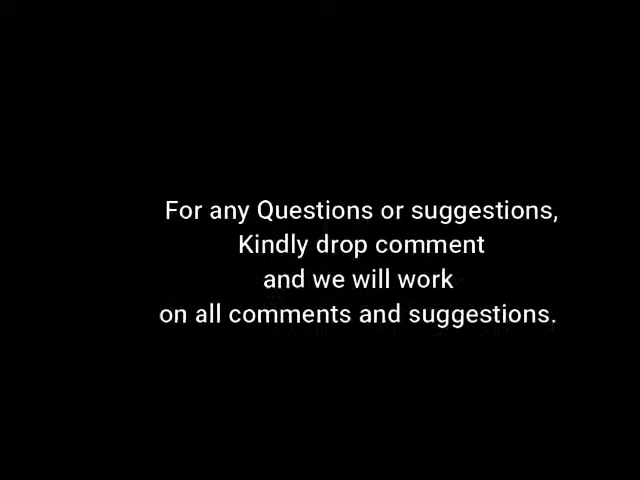 For any Questions or suggestions,
Kindly drop comment
and we will work
on all comments and suggestions.